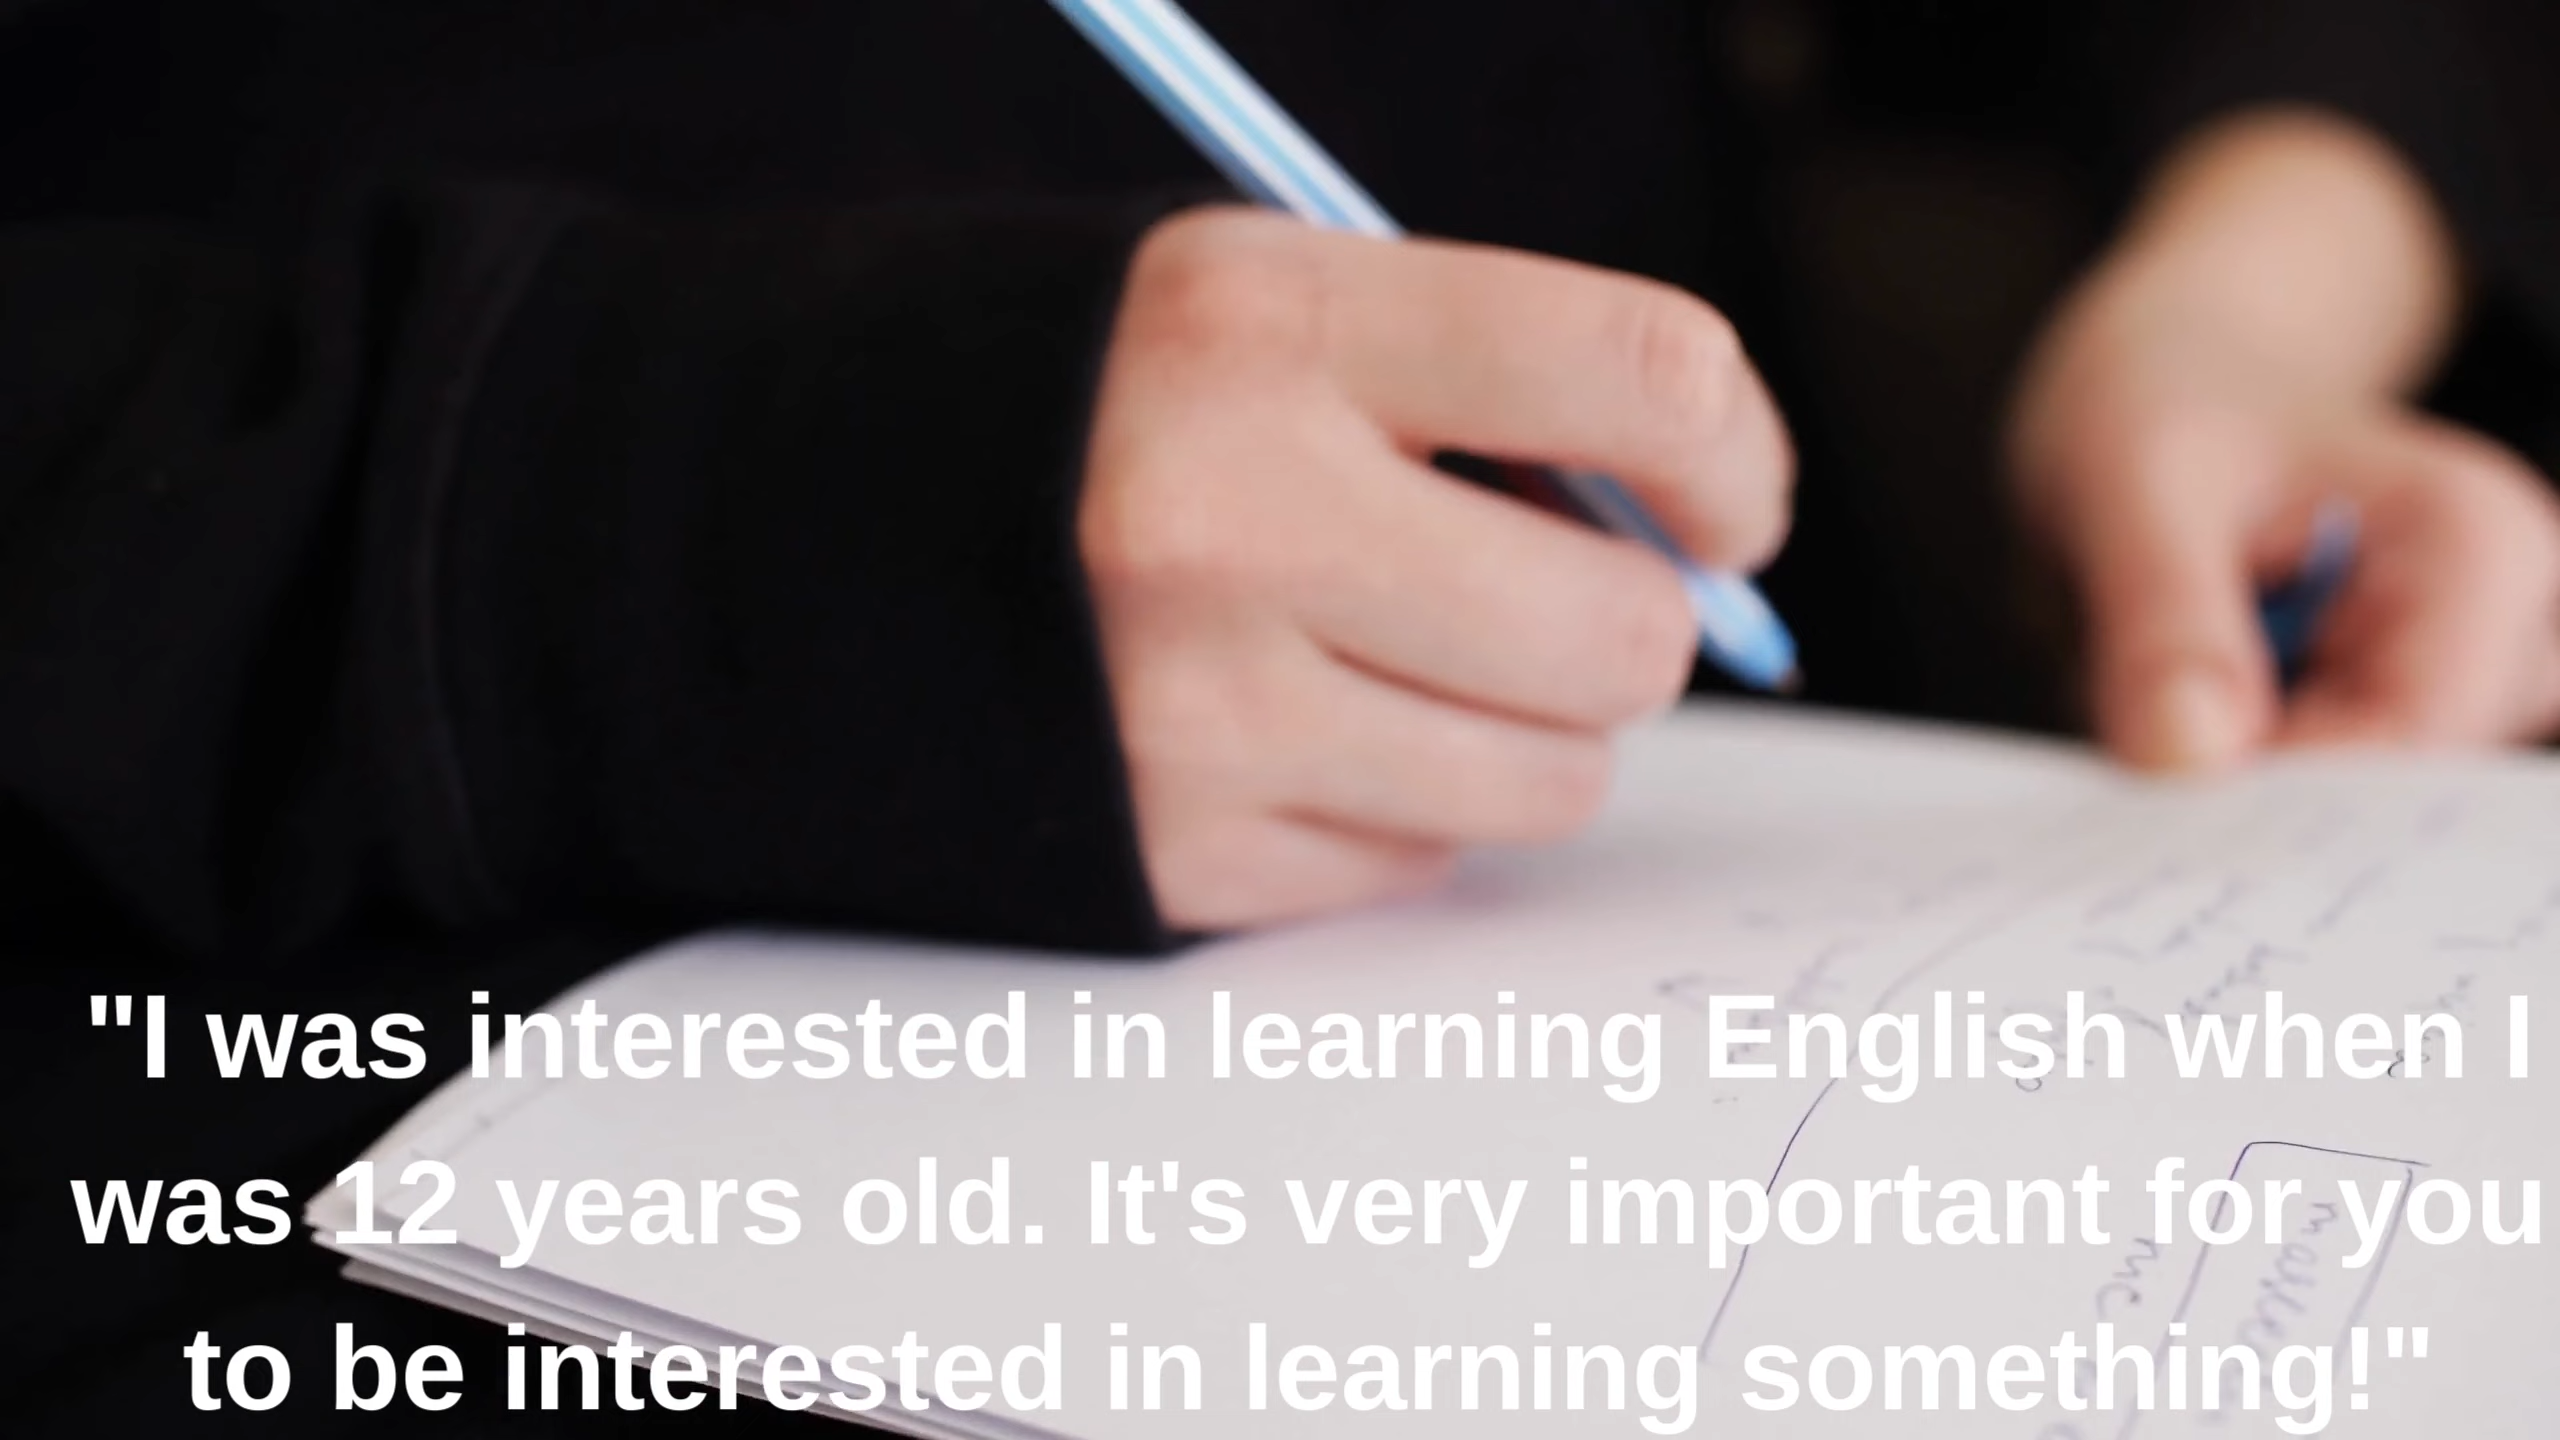 "I was interested in learning English when I
was 12 years old. It's very important for you
to be interested in learning something!"